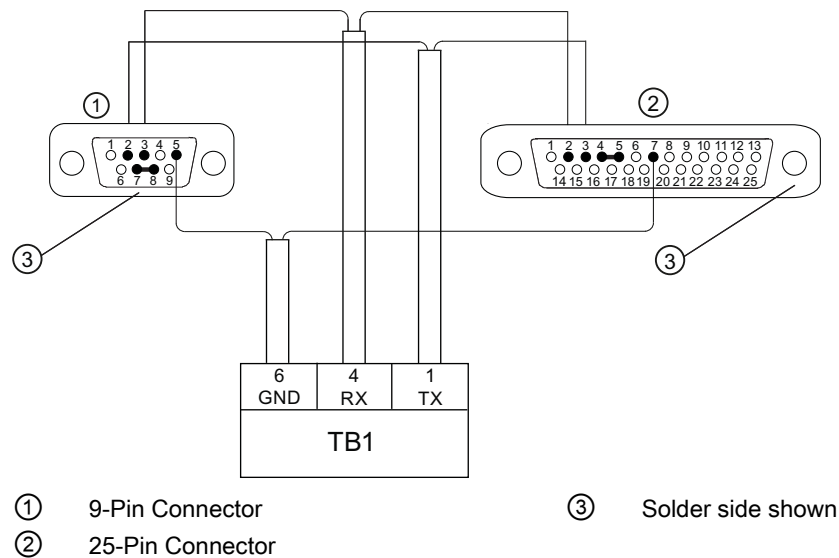 ① ②
1 2 3 4 5
6 7 8 9
1 2 3 4 5 6 7 8 9 10 11 12 13
14 15 16 17 18 19 20 21 22 23 24 25
③ ③
6 4 1
GND RX TX
TB1
① 9-Pin Connector ③ Solder side shown
② 25-Pin Connector